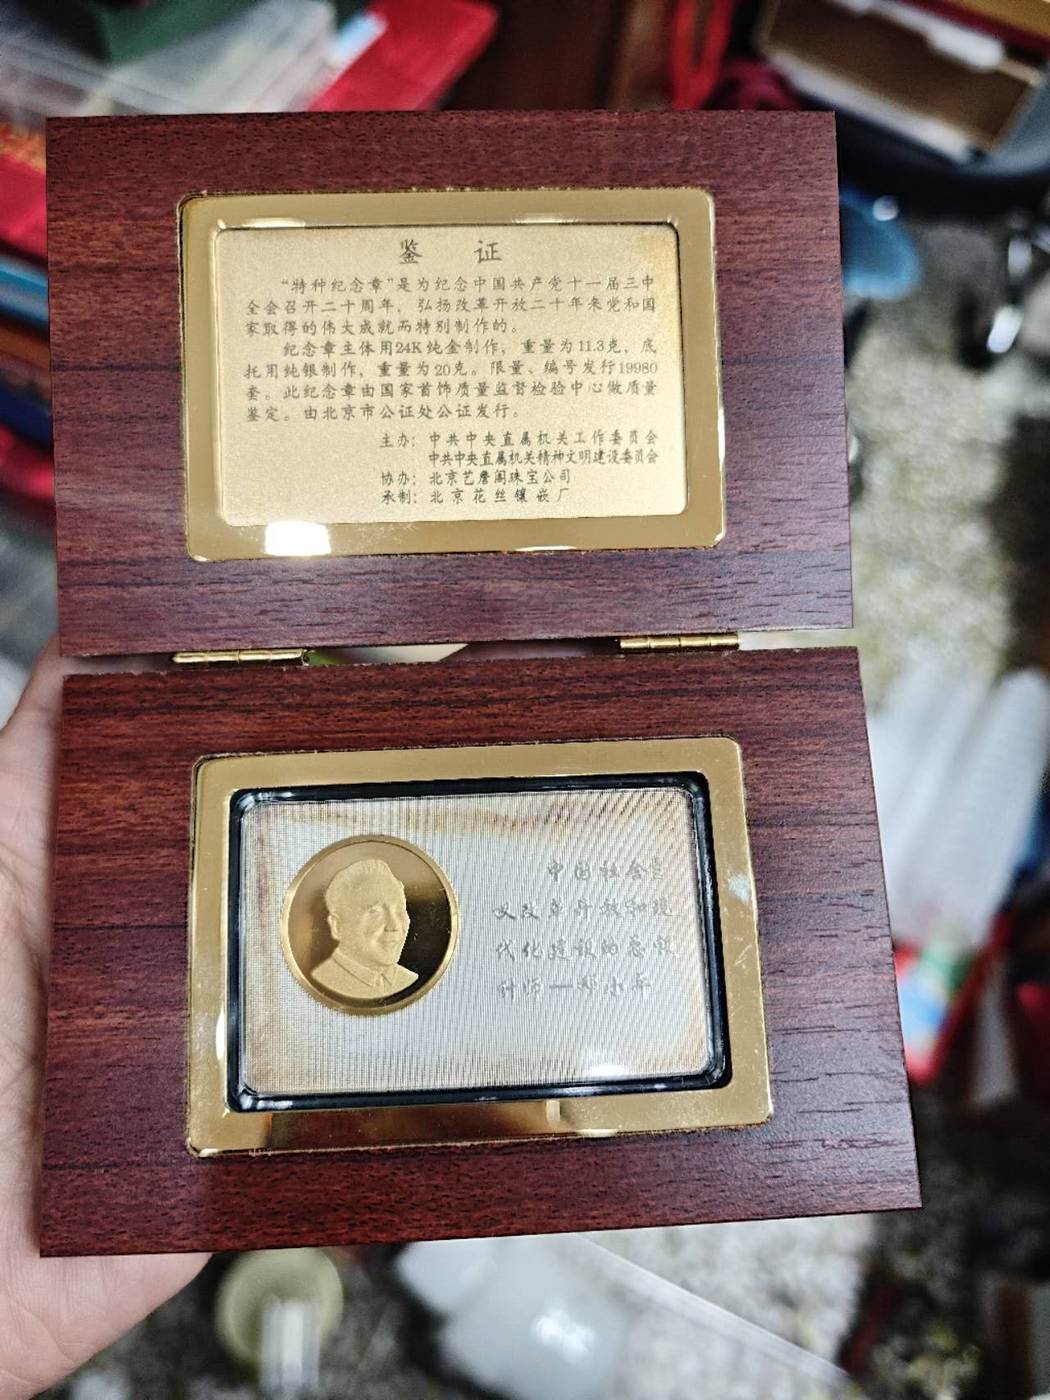 鉴 证
“特种纪念章”是为纪念中国共产党十一届三中
全会召开二十周年，弘扬改革开放二十年来党和国
家取得的伟大成就而特别制作的。
纪念章主体用24K纯金制作，重量为11.3克，底
托用纯银制作，重量为20克。限量、编号发行19980
套。此纪念章由国家首饰质量监督检验中心做质量
鉴定。由北京市公证处公证发行。
主办：中共中央直属机关工作委员会
中共中央直属机关精神文明建设委员会
协办：北京艺詹阁珠宝公司
承制：北京花丝镶嵌厂
中国社会主
义改革开放和现
代化建设的总设
计师——邓小平